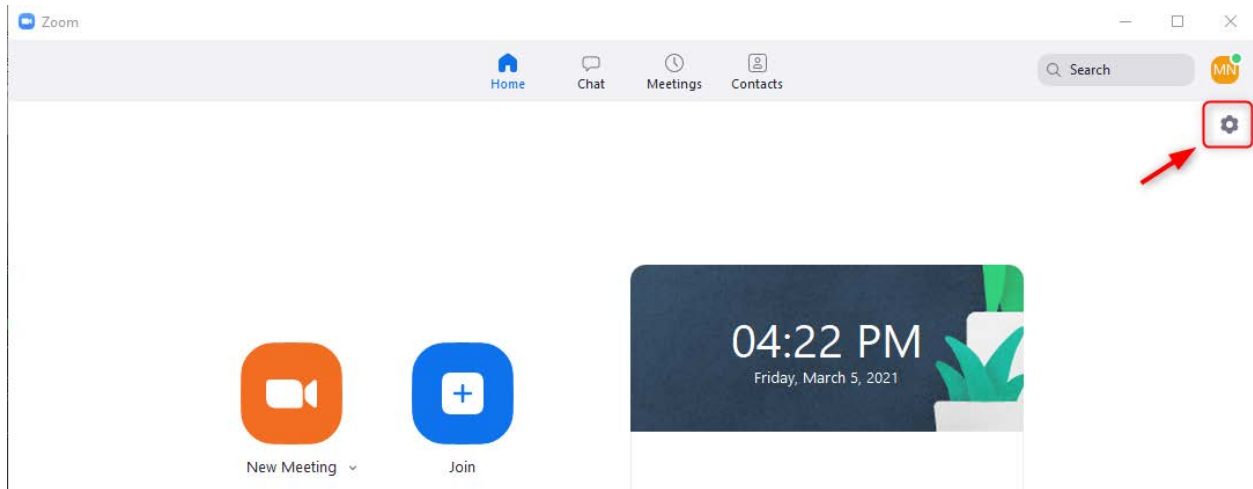 Zoom
Home Chat Meetings Contacts
Search
MN
04:22 PM
Friday, March 5, 2021
New Meeting Join